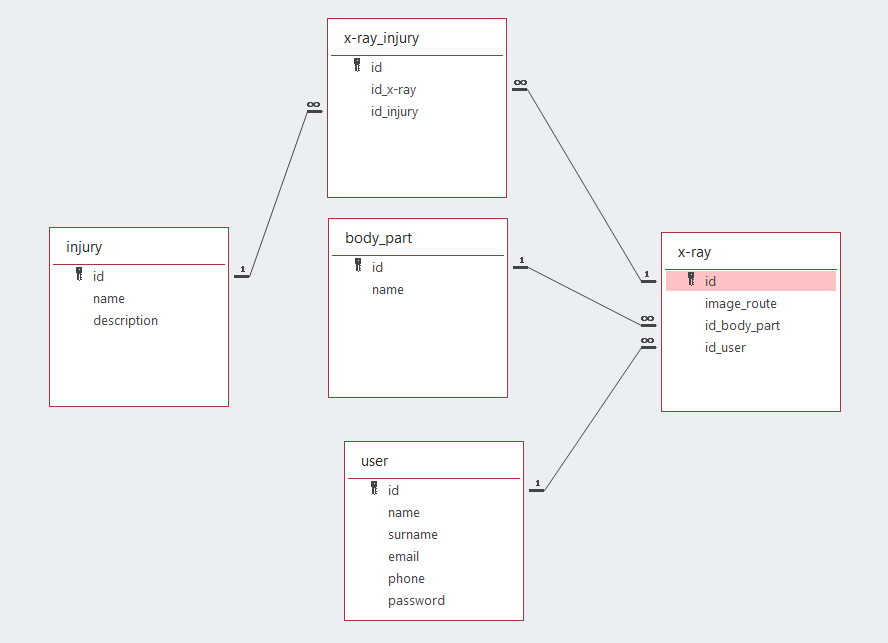 x-ray_injury
id
id_x-ray
id_injury
∞
∞
injury
id
name
description
1
body_part
id
name
1
x-ray
id
image_route
id_body_part
id_user
1
∞
∞
user
id
name
surname
email
phone
password
1